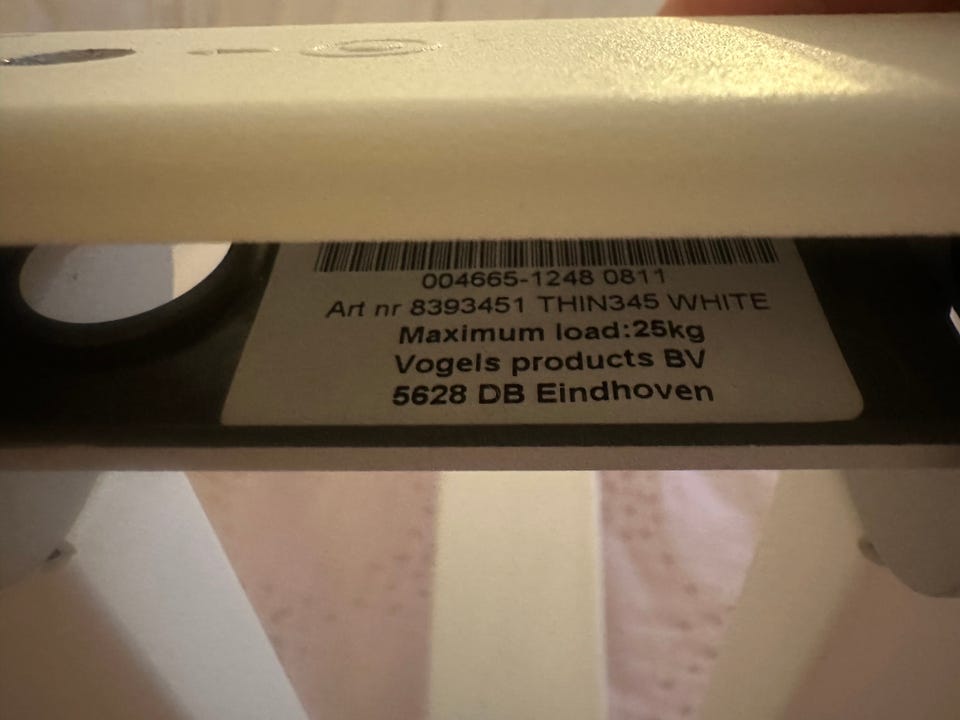 004665-1248 0811
Art nr 8393451 THIN345 WHITE
Maximum load:25kg
Vogels products BV
5628 DB Eindhoven